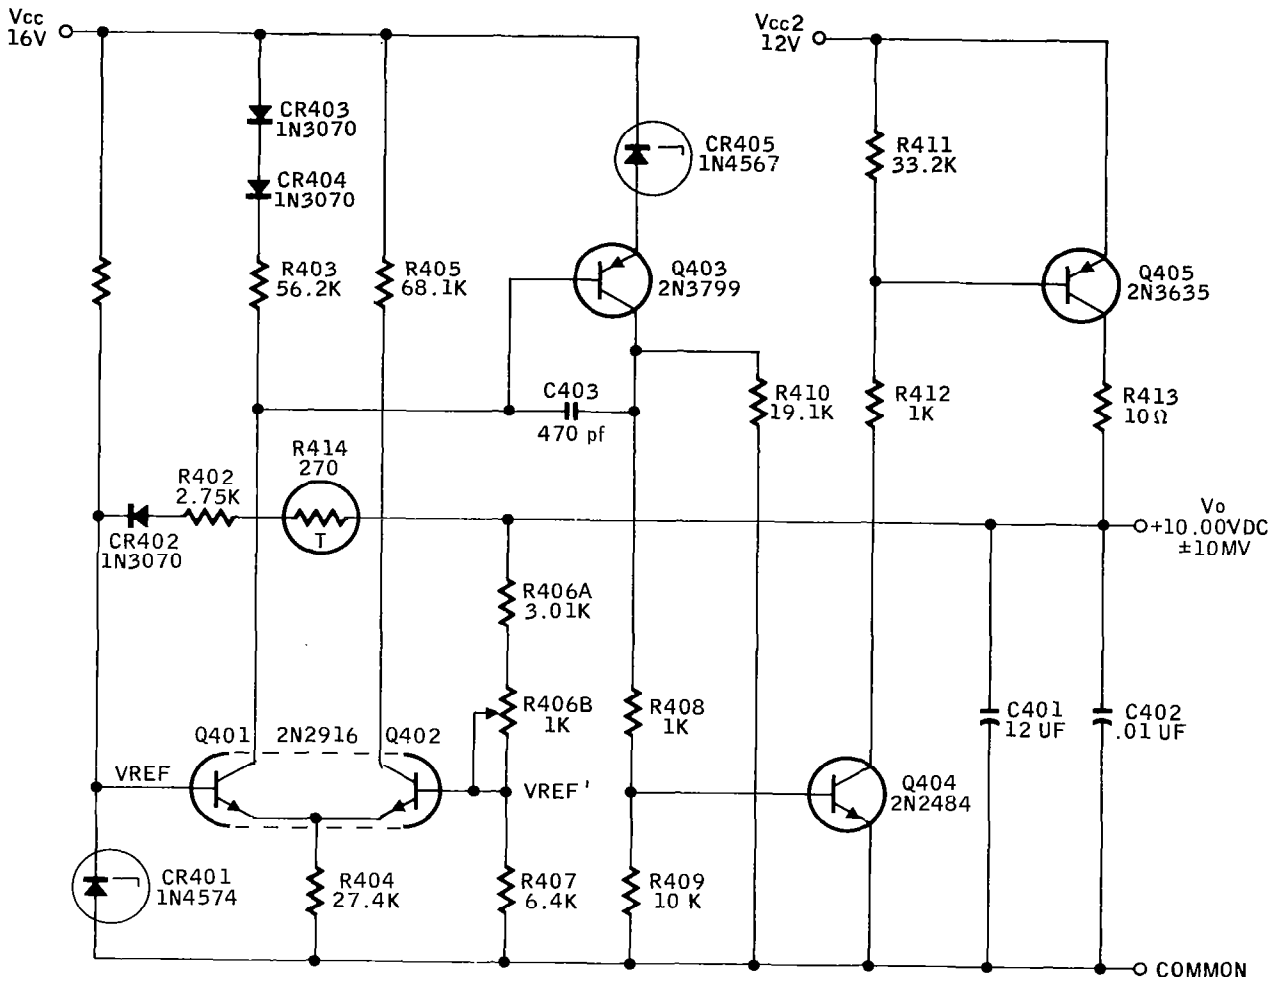 Vcc
16V
Vcc2
12V
CR403
1N3070
CR404
1N3070
CR405
1N4567
R411
33.2K
R403
56.2K
R405
68.1K
Q403
2N3799
Q405
2N3635
C403
470 pf
R410
19.1K
R412
1K
R413
10Ω
R414
270
T
R402
2.75K
CR402
1N3070
Vo
+10.00VDC
±10MV
R406A
3.01K
R406B
1K
R408
1K
C401
12 UF
C402
.01 UF
Q401 2N2916 Q402
VREF
VREF'
Q404
2N2484
CR401
1N4574
R404
27.4K
R407
6.4K
R409
10 K
COMMON